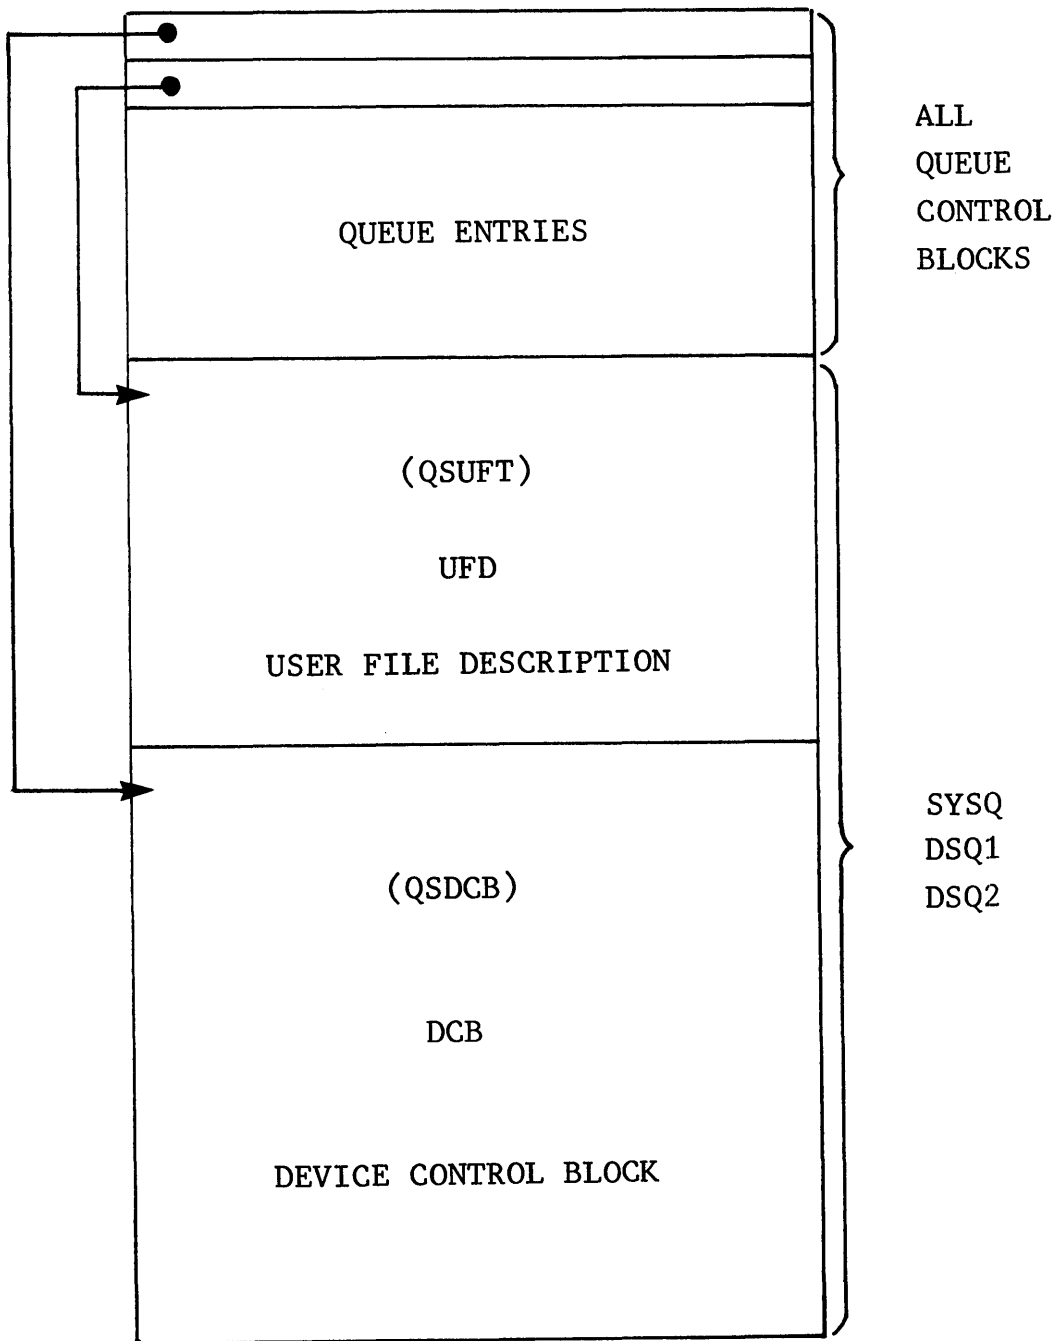 ALL
QUEUE
CONTROL
BLOCKS
QUEUE ENTRIES
(QSUFT)
UFD
USER FILE DESCRIPTION
SYSQ
DSQ1
DSQ2
(QSDCB)
DCB
DEVICE CONTROL BLOCK